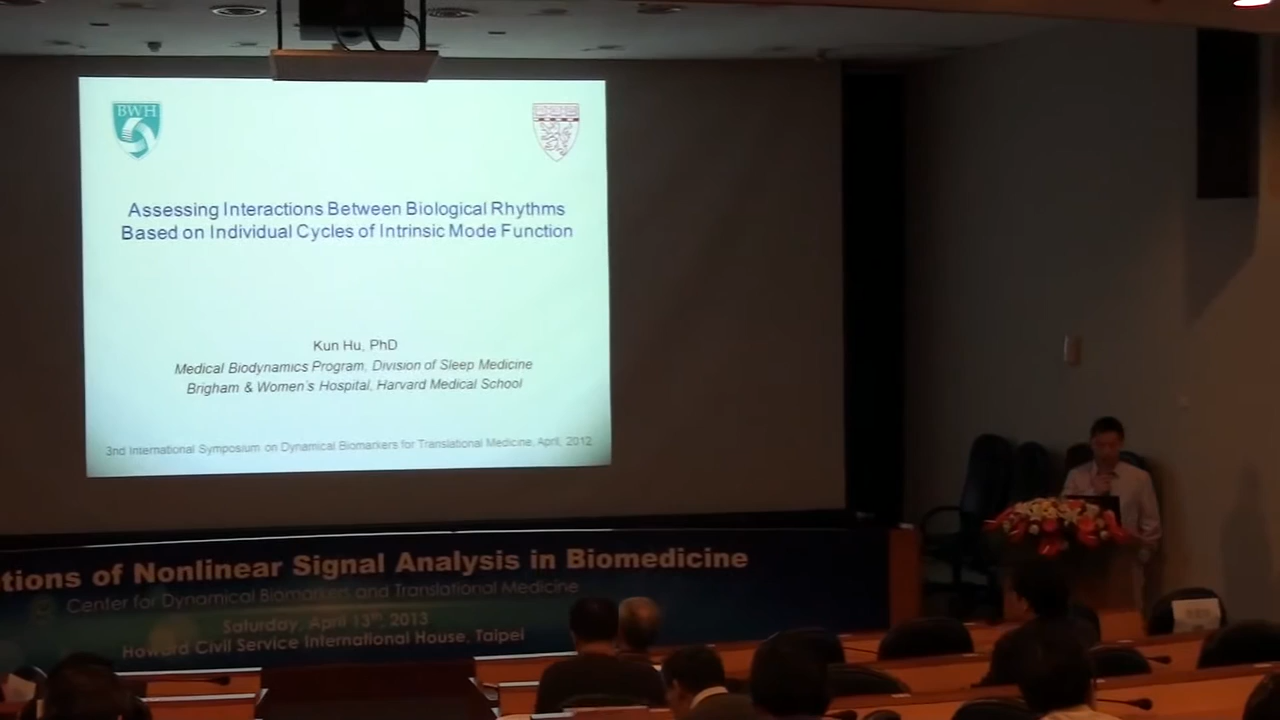 BWH
Assessing Interactions Between Biological Rhythms
Based on Individual Cycles of Intrinsic Mode Function
Kun Hu, PhD
Medical Biodynamics Program, Division of Sleep Medicine
Brigham & Women's Hospital, Harvard Medical School
3nd International Symposium on Dynamical Biomarkers for Translational Medicine, April, 2012
tions of Nonlinear Signal Analysis in Biomedicine
Center for Dynamical Biomarkers and Translational Medicine
Saturday, April 13th, 2013
Howard Civil Service International House, Taipei